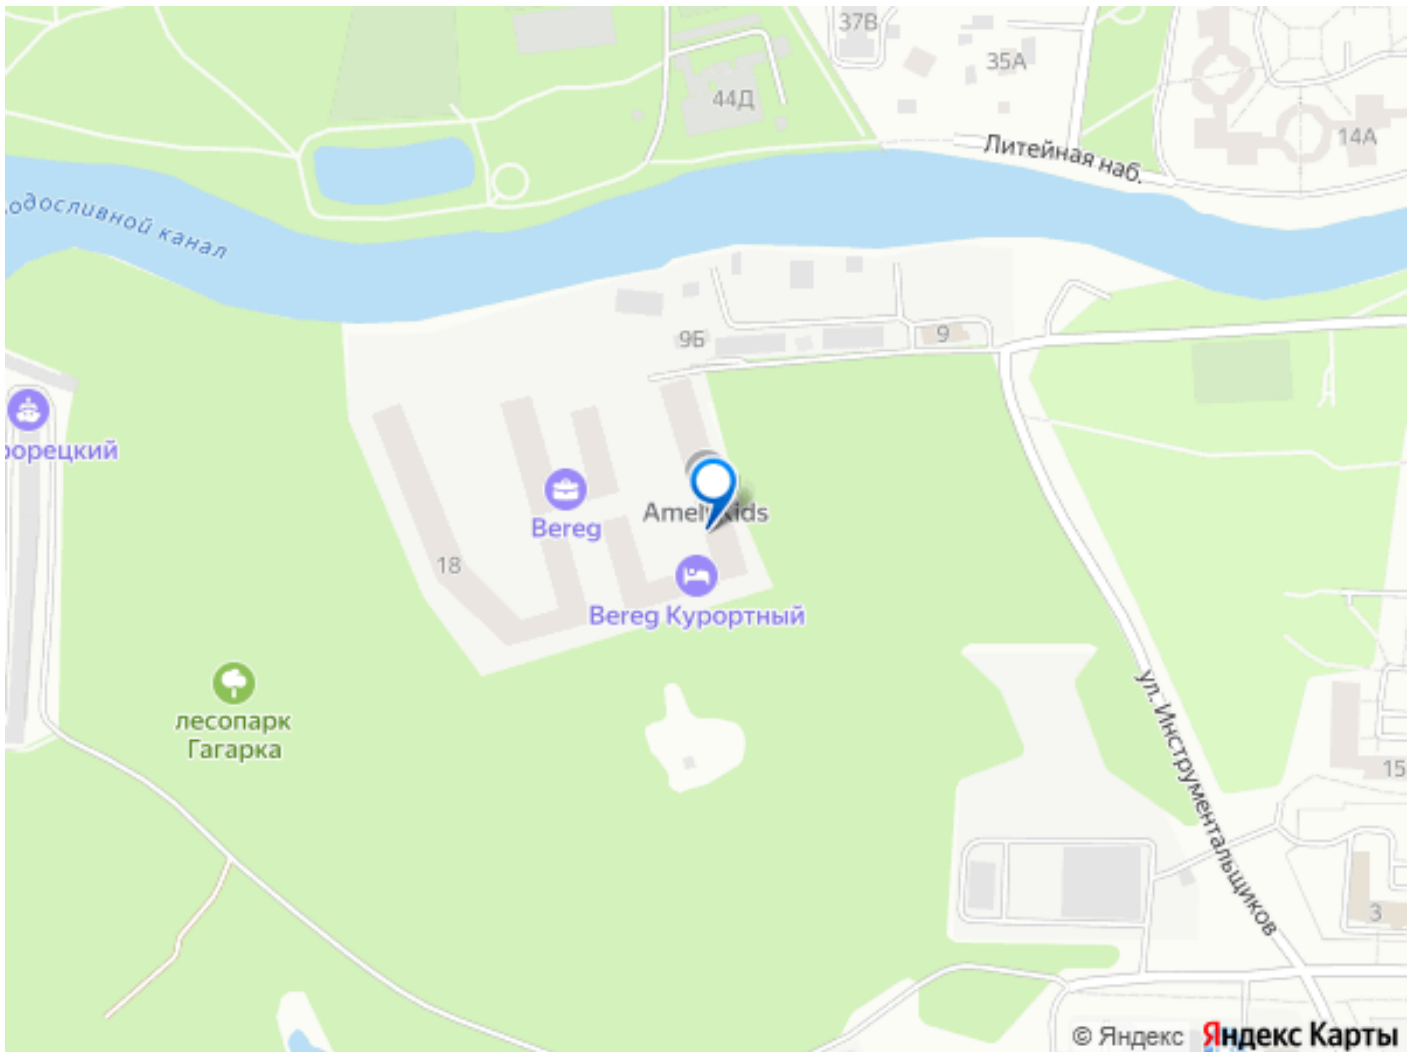 37В
35А
44Д
14А
Литейная наб.
одосливной канал
9Б
9
рорецкий
Bereg
18
Bereg Курортный
лесопарк
Гагарка
ул. Инструментальщиков
15
3
© Яндекс Яндекс Карты